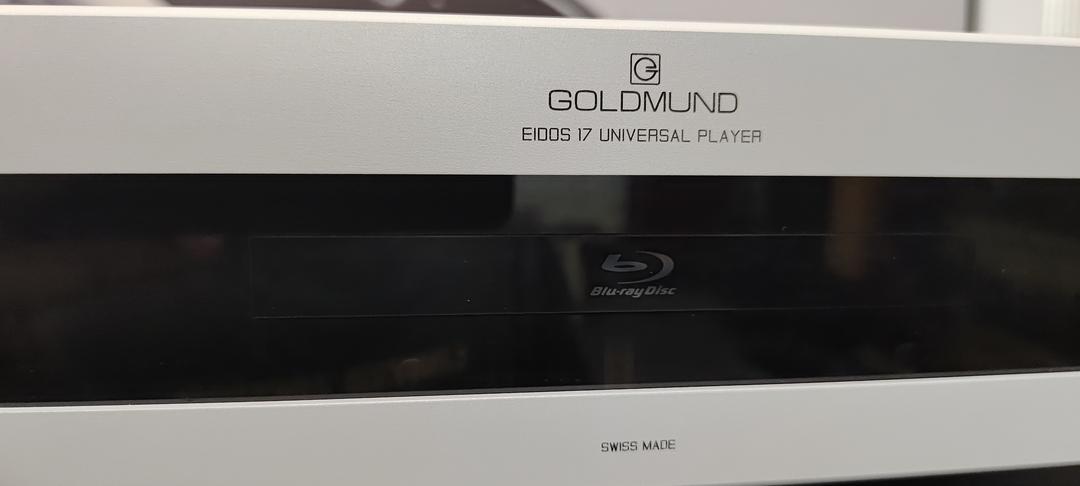 GOLDMUND
EIDOS 17 UNIVERSAL PLAYER
Blu-ray Disc
SWISS MADE